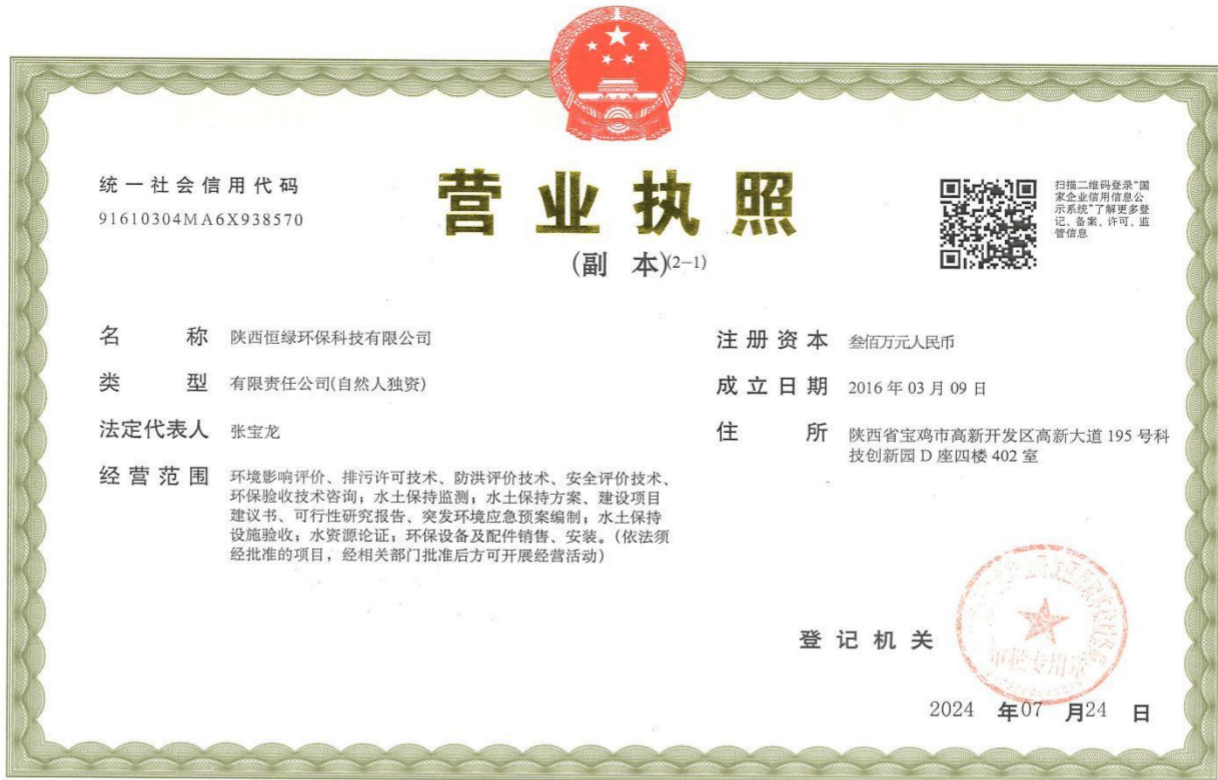 统一社会信用代码
91610304MA6X938570
营业执照
(副 本)(2-1)
扫描二维码登录“国
家企业信用信息公
示系统”了解更多登
记、备案、许可、监
管信息
名 称 陕西恒绿环保科技有限公司
类 型 有限责任公司(自然人独资)
法定代表人 张宝龙
经营范围 环境影响评价、排污许可技术、防洪评价技术、安全评价技术、
环保验收技术咨询；水土保持监测；水土保持方案、建设项目
建议书、可行性研究报告、突发环境应急预案编制；水土保持
设施验收；水资源论证；环保设备及配件销售、安装。（依法须
经批准的项目，经相关部门批准后方可开展经营活动）
注册资本 叁佰万元人民币
成立日期 2016年03月09日
住 所 陕西省宝鸡市高新开发区高新大道195号科
技创新园D座四楼402室
登记机关
审批专用章
2024 年07 月24 日